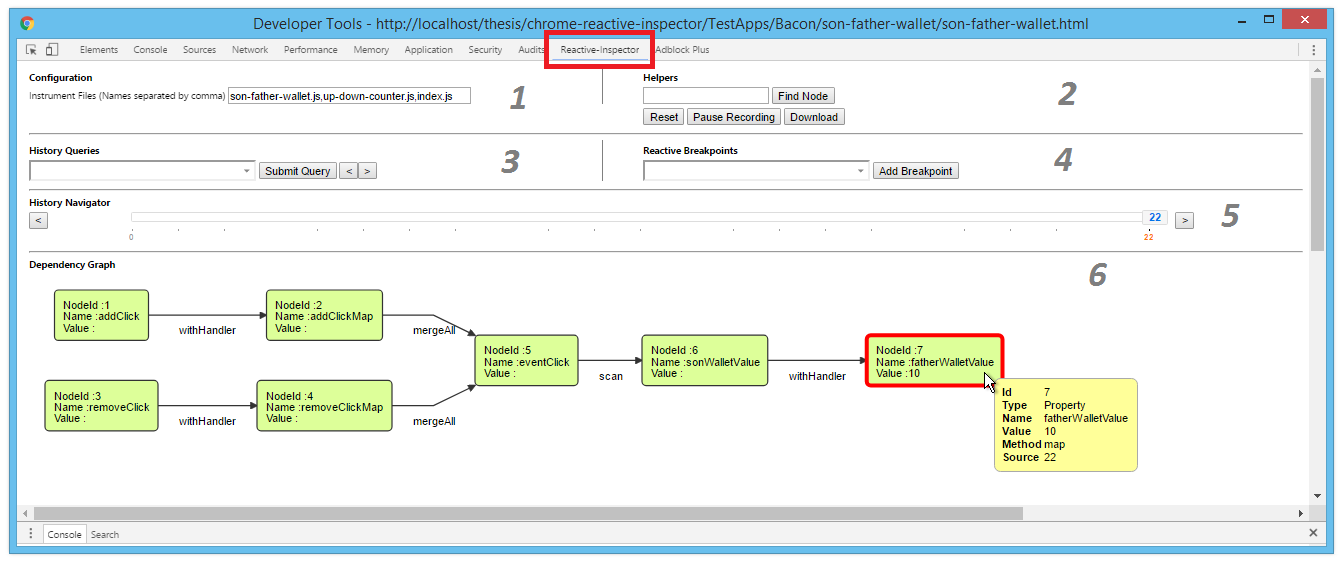 Developer Tools - http://localhost/thesis/chrome-reactive-inspector/TestApps/Bacon/son-father-wallet/son-father-wallet.html
Elements Console Sources Network Performance Memory Application Security Audits Reactive-Inspector Adblock Plus
Configuration
Instrument Files (Names separated by comma) son-father-wallet.js,up-down-counter.js,index.js
1
Helpers
Find Node
Reset Pause Recording Download
2
History Queries
Submit Query < >
3
Reactive Breakpoints
Add Breakpoint
4
History Navigator
< 22 >
0 22
5
Dependency Graph
6
NodeId :1
Name :addClick
Value :
withHandler
NodeId :2
Name :addClickMap
Value :
mergeAll
NodeId :3
Name :removeClick
Value :
withHandler
NodeId :4
Name :removeClickMap
Value :
mergeAll
NodeId :5
Name :eventClick
Value :
scan
NodeId :6
Name :sonWalletValue
Value :
withHandler
NodeId :7
Name :fatherWalletValue
Value :10
Id 7
Type Property
Name fatherWalletValue
Value 10
Method map
Source 22
Console Search